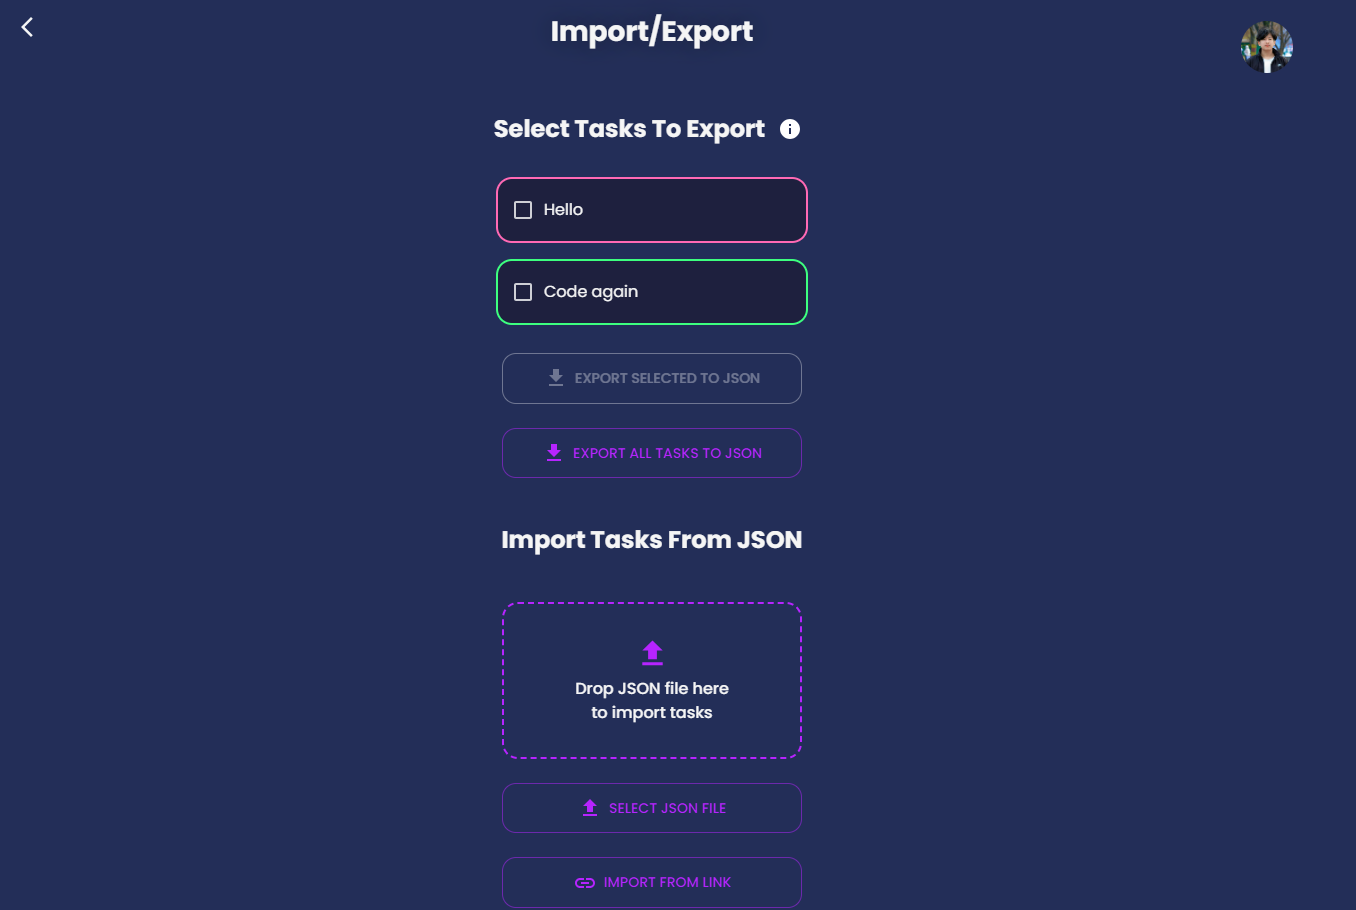 Import/Export
Select Tasks To Export
Hello
Code again
EXPORT SELECTED TO JSON
EXPORT ALL TASKS TO JSON
Import Tasks From JSON
Drop JSON file here
to import tasks
SELECT JSON FILE
IMPORT FROM LINK